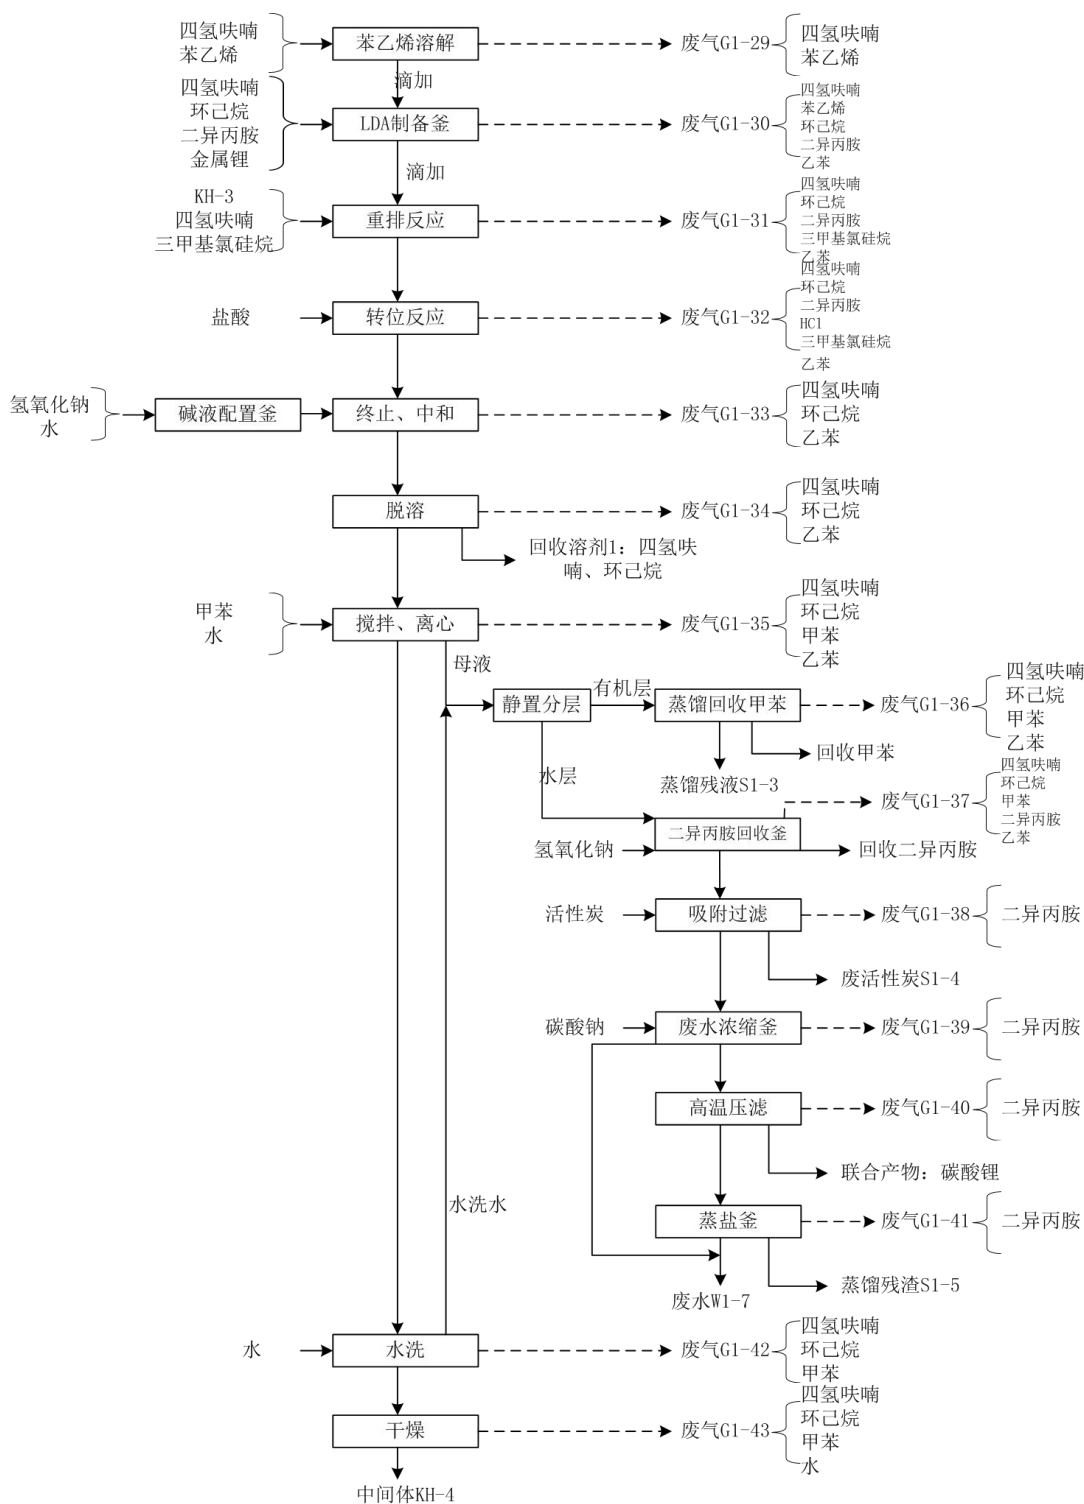 四氢呋喃
苯乙烯
苯乙烯溶解
废气G1-29
四氢呋喃
苯乙烯
滴加
四氢呋喃
环己烷
二异丙胺
金属锂
LDA制备釜
废气G1-30
四氢呋喃
苯乙烯
环己烷
二异丙胺
乙苯
滴加
KH-3
四氢呋喃
三甲基氯硅烷
重排反应
废气G1-31
四氢呋喃
环己烷
二异丙胺
三甲基氯硅烷
乙苯
盐酸
转位反应
废气G1-32
四氢呋喃
环己烷
二异丙胺
HCl
三甲基氯硅烷
乙苯
氢氧化钠
水
碱液配置釜
终止、中和
废气G1-33
四氢呋喃
环己烷
乙苯
脱溶
废气G1-34
四氢呋喃
环己烷
乙苯
回收溶剂1：四氢呋
喃、环己烷
甲苯
水
搅拌、离心
废气G1-35
四氢呋喃
环己烷
甲苯
乙苯
母液
静置分层
有机层
蒸馏回收甲苯
废气G1-36
四氢呋喃
环己烷
甲苯
乙苯
回收甲苯
蒸馏残液S1-3
水层
废气G1-37
四氢呋喃
环己烷
甲苯
二异丙胺
乙苯
二异丙胺回收釜
氢氧化钠
回收二异丙胺
活性炭
吸附过滤
废气G1-38
二异丙胺
废活性炭S1-4
碳酸钠
废水浓缩釜
废气G1-39
二异丙胺
高温压滤
废气G1-40
二异丙胺
联合产物：碳酸锂
水洗水
蒸盐釜
废气G1-41
二异丙胺
蒸馏残渣S1-5
废水W1-7
水
水洗
废气G1-42
四氢呋喃
环己烷
甲苯
干燥
废气G1-43
四氢呋喃
环己烷
甲苯
水
中间体KH-4